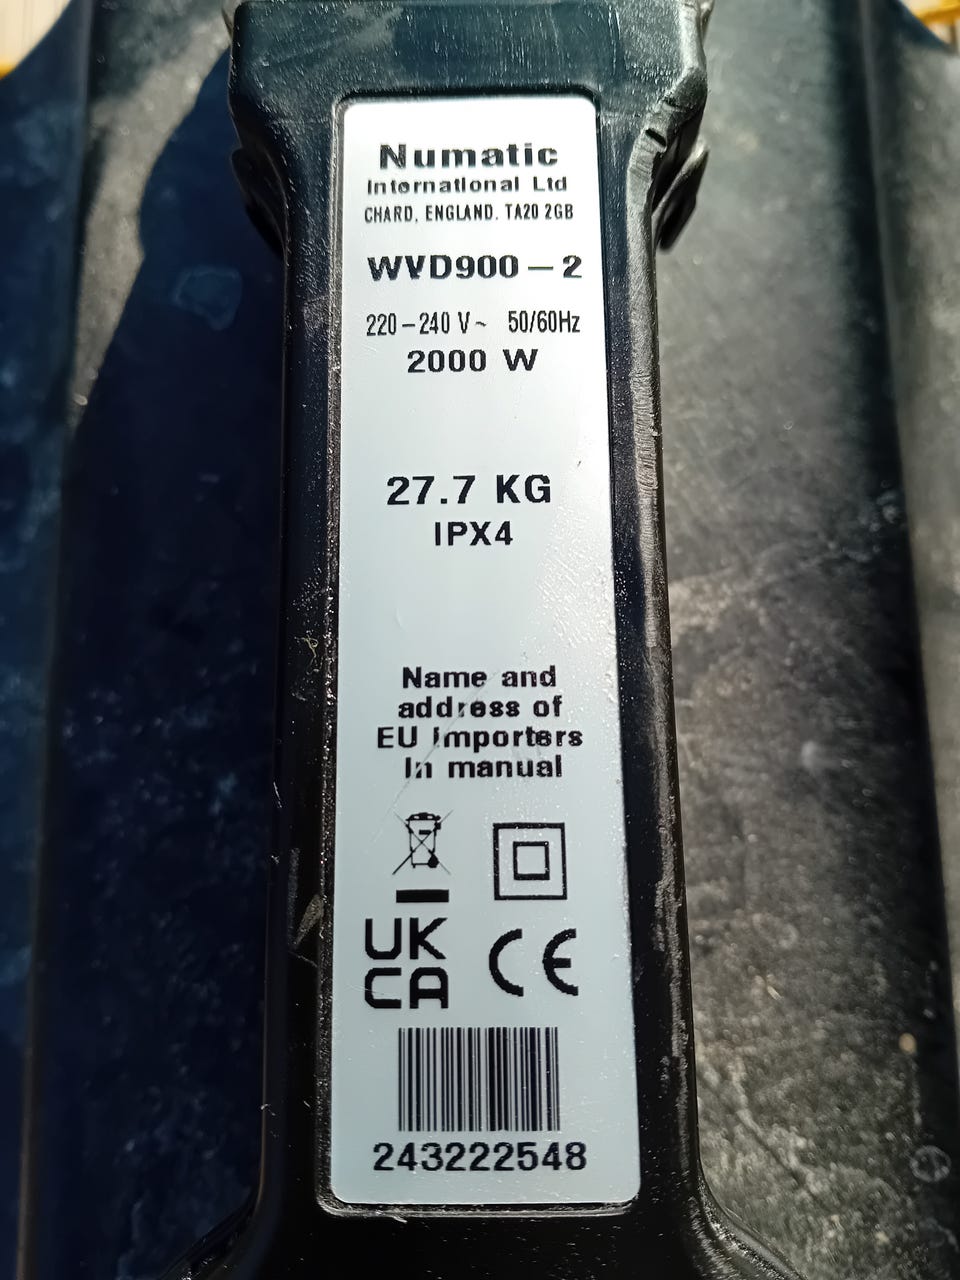 Numatic
International Ltd
CHARD, ENGLAND. TA20 2GB
WVD900-2
220-240 V~ 50/60Hz
2000 W
27.7 KG
IPX4
Name and
address of
EU Importers
In manual
UK
CA
CE
243222548